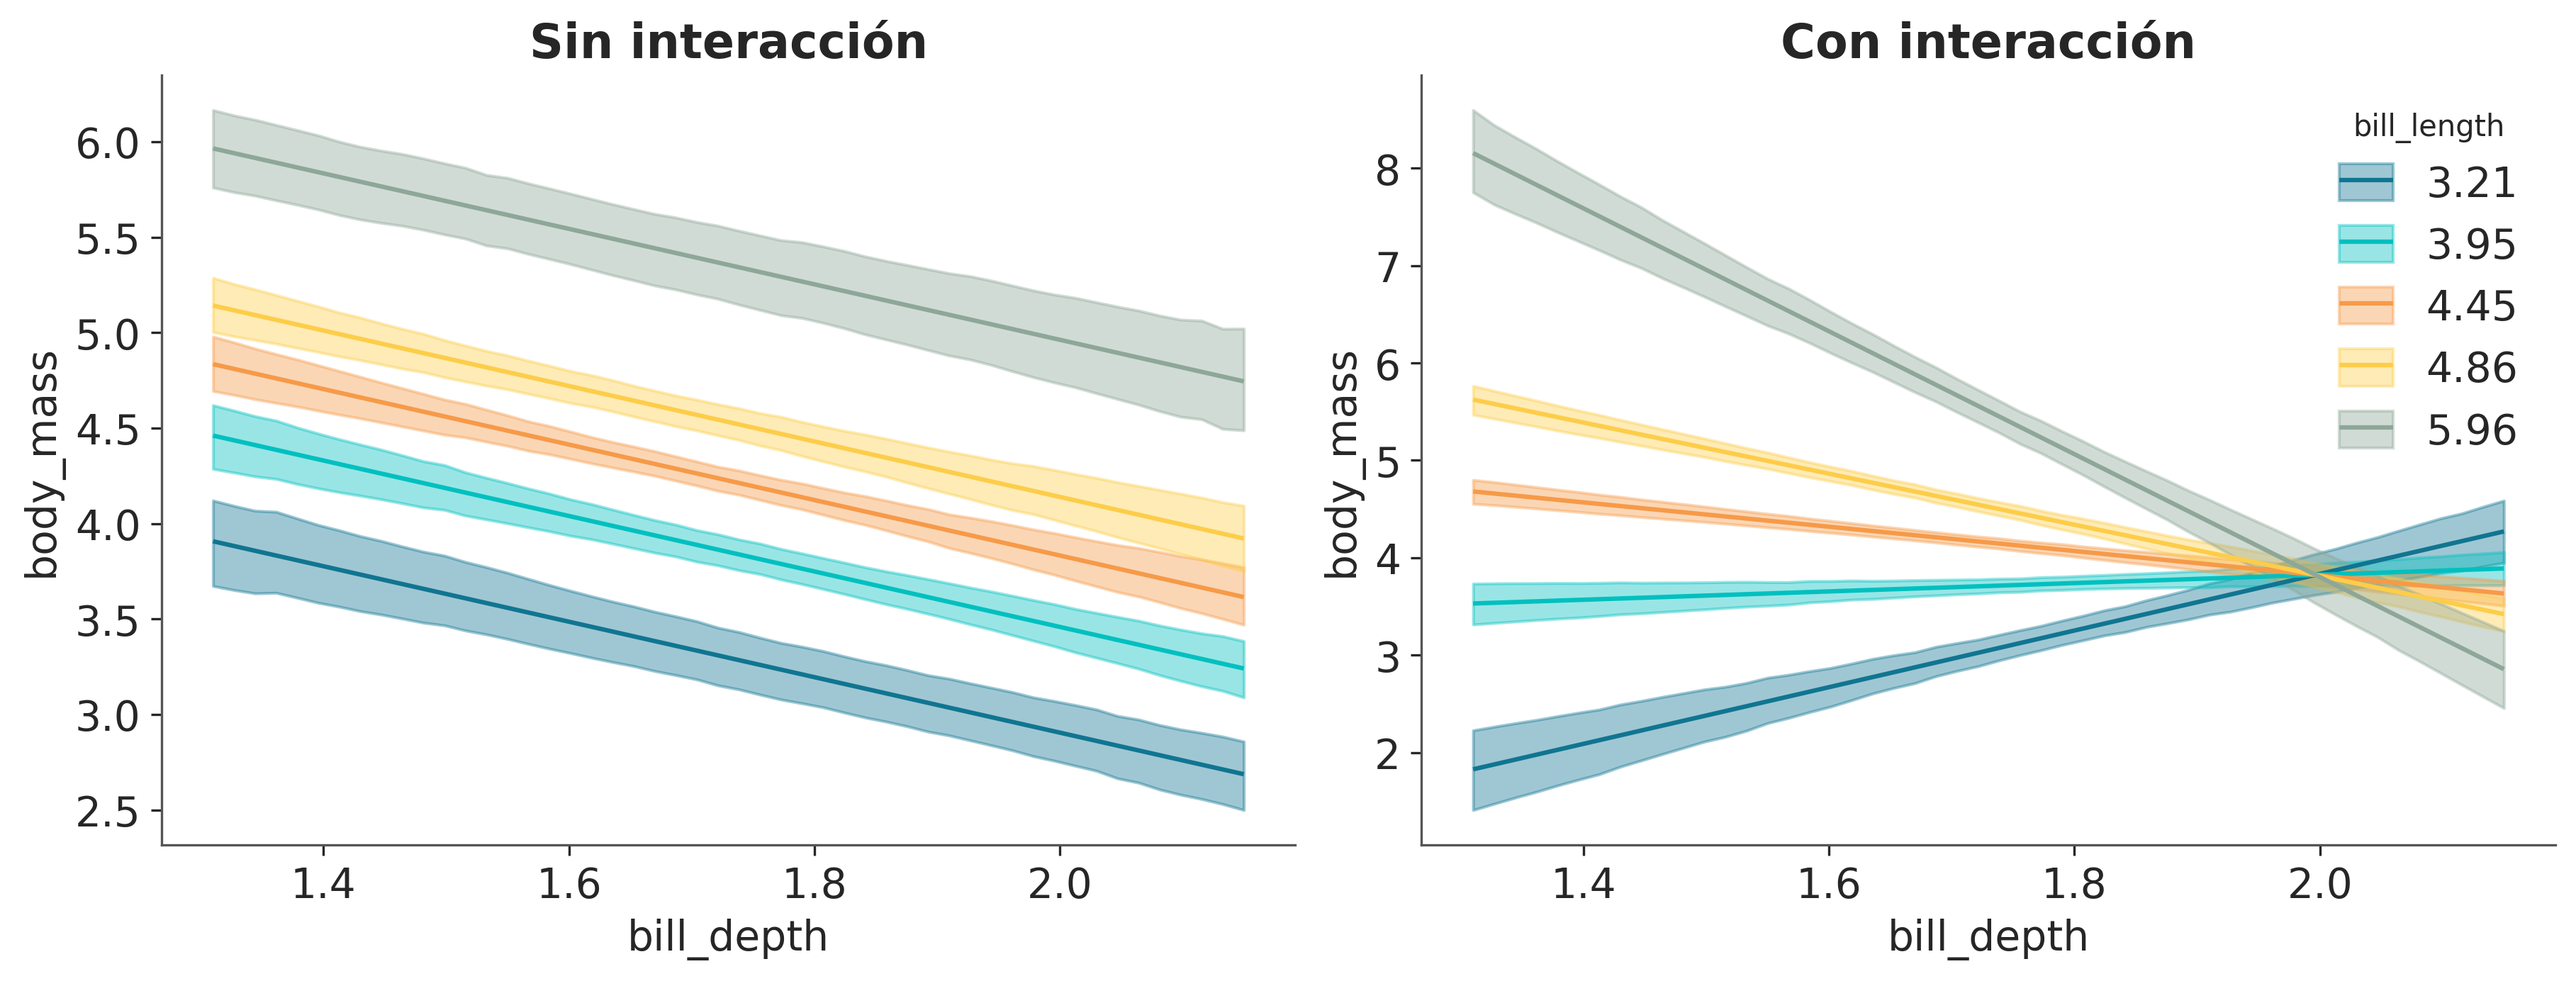 Sin interacción
6.0
5.5
5.0
4.5
4.0
3.5
3.0
2.5
body_mass
1.4 1.6 1.8 2.0
bill_depth
Con interacción
8
7
6
5
4
3
2
body_mass
1.4 1.6 1.8 2.0
bill_depth
bill_length
3.21
3.95
4.45
4.86
5.96